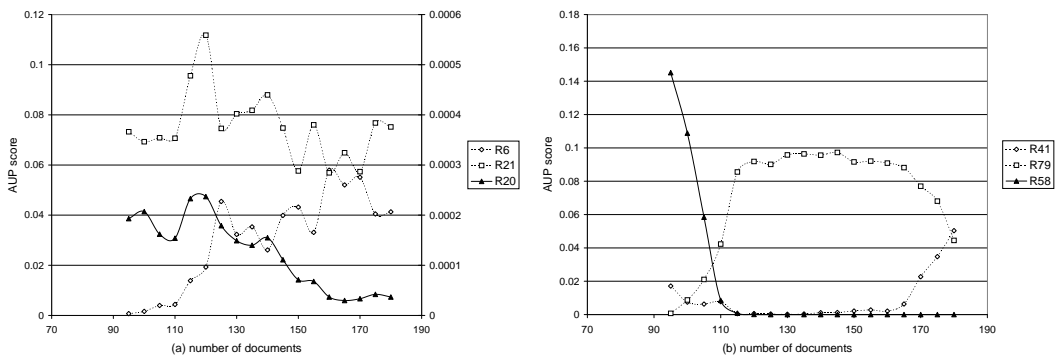 0.12
0.1
0.08
0.06
0.04
0.02
0
AUP score
0.0006
0.0005
0.0004
0.0003
0.0002
0.0001
0
70 90 110 130 150 170 190
(a) number of documents
R6
R21
R20
0.18
0.16
0.14
0.12
0.1
0.08
0.06
0.04
0.02
0
AUP score
70 90 110 130 150 170 190
(b) number of documents
R41
R79
R58